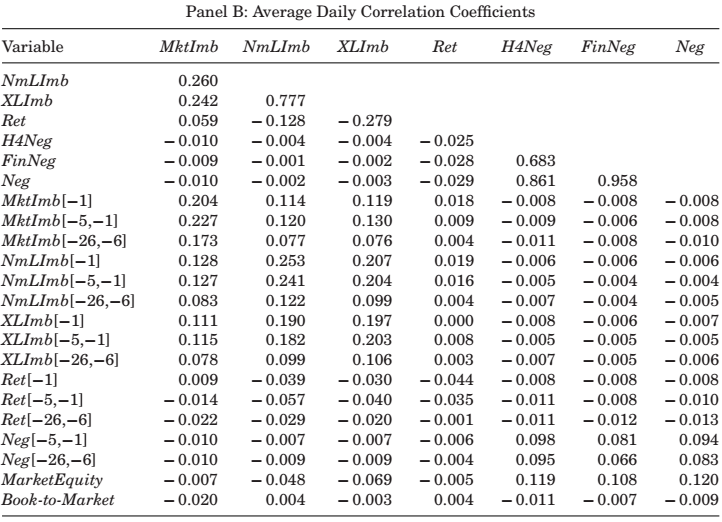 Panel B: Average Daily Correlation Coefficients
Variable MktImb NmLImb XLImb Ret H4Neg FinNeg Neg
NmLImb 0.260
XLImb 0.242 0.777
Ret 0.059 −0.128 −0.279
H4Neg −0.010 −0.004 −0.004 −0.025
FinNeg −0.009 −0.001 −0.002 −0.028 0.683
Neg −0.010 −0.002 −0.003 −0.029 0.861 0.958
MktImb[−1] 0.204 0.114 0.119 0.018 −0.008 −0.008 −0.008
MktImb[−5,−1] 0.227 0.120 0.130 0.009 −0.009 −0.006 −0.008
MktImb[−26,−6] 0.173 0.077 0.076 0.004 −0.011 −0.008 −0.010
NmLImb[−1] 0.128 0.253 0.207 0.019 −0.006 −0.006 −0.006
NmLImb[−5,−1] 0.127 0.241 0.204 0.016 −0.005 −0.004 −0.004
NmLImb[−26,−6] 0.083 0.122 0.099 0.004 −0.007 −0.004 −0.005
XLImb[−1] 0.111 0.190 0.197 0.000 −0.008 −0.006 −0.007
XLImb[−5,−1] 0.115 0.182 0.203 0.008 −0.005 −0.005 −0.005
XLImb[−26,−6] 0.078 0.099 0.106 0.003 −0.007 −0.005 −0.006
Ret[−1] 0.009 −0.039 −0.030 −0.044 −0.008 −0.008 −0.008
Ret[−5,−1] −0.014 −0.057 −0.040 −0.035 −0.011 −0.008 −0.010
Ret[−26,−6] −0.022 −0.029 −0.020 −0.001 −0.011 −0.012 −0.013
Neg[−5,−1] −0.010 −0.007 −0.007 −0.006 0.098 0.081 0.094
Neg[−26,−6] −0.010 −0.009 −0.009 −0.004 0.095 0.066 0.083
MarketEquity −0.007 −0.048 −0.069 −0.005 0.119 0.108 0.120
Book-to-Market −0.020 0.004 −0.003 0.004 −0.011 −0.007 −0.009